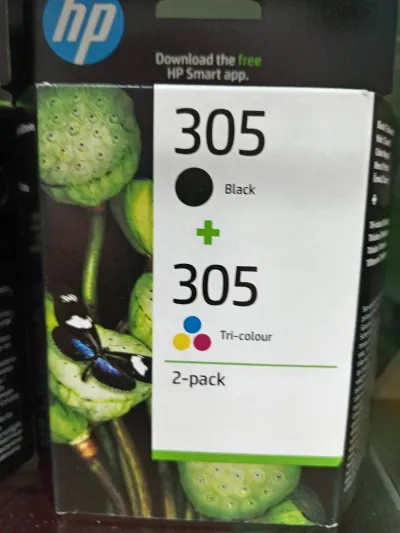 hp
Download the free
HP Smart app.
305
Black
+
305
Tri-colour
2-pack